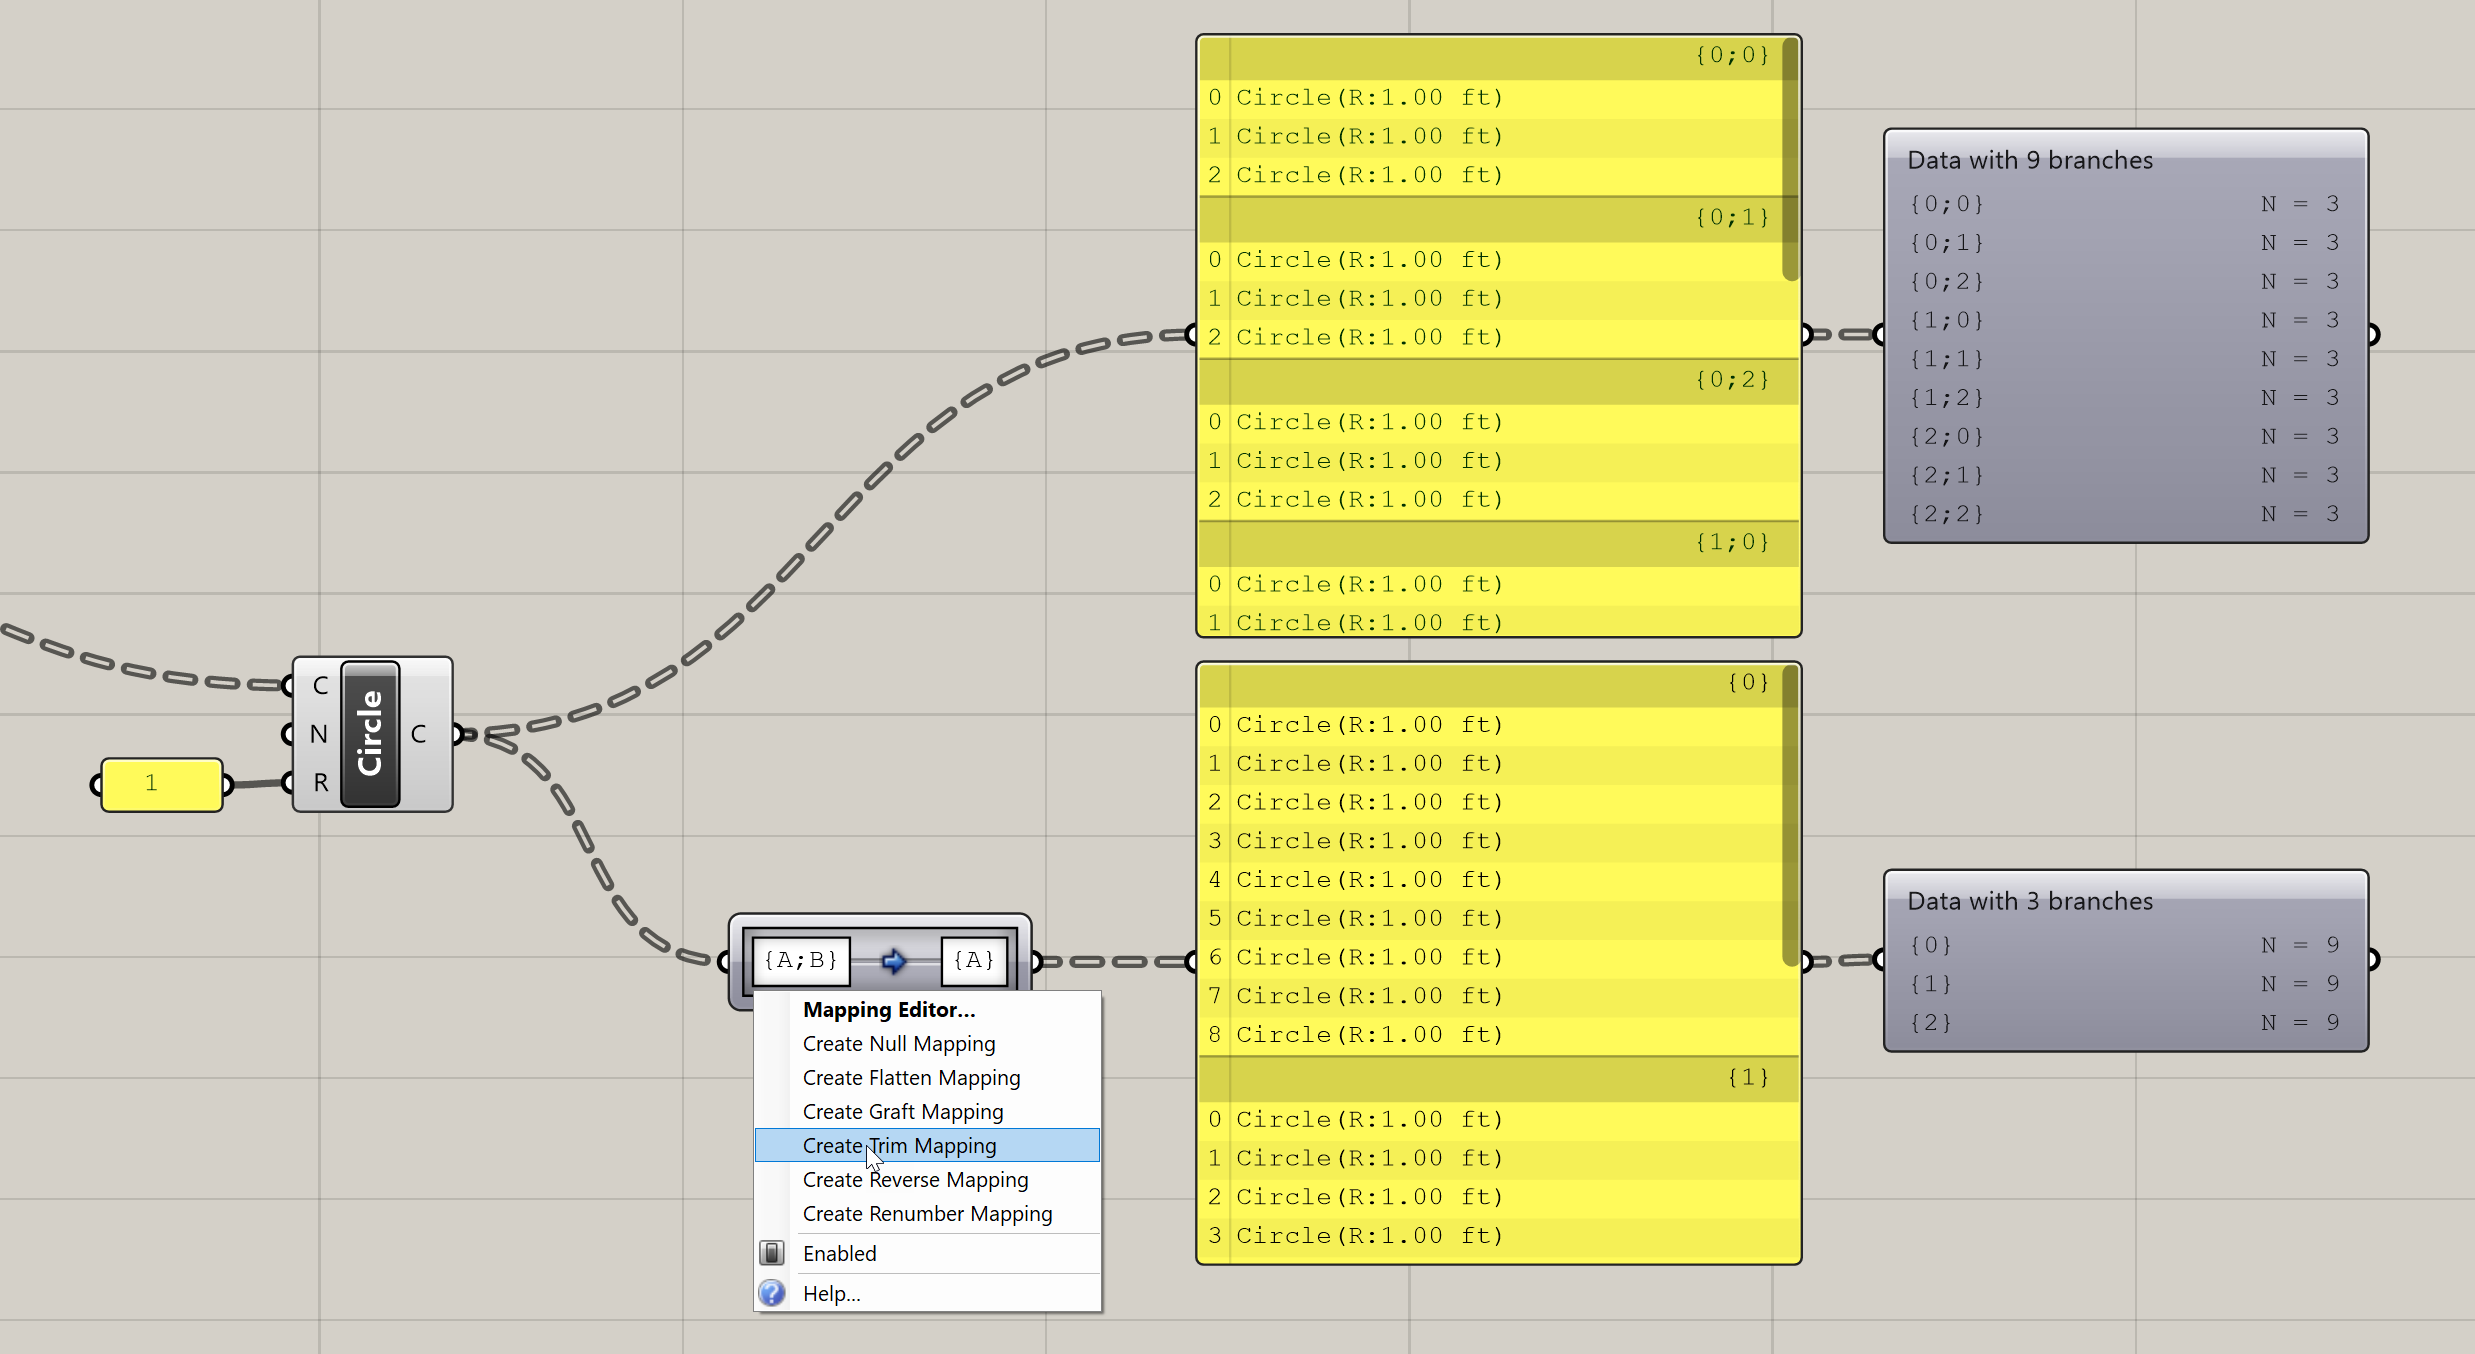 {0;0}
0 Circle(R:1.00 ft)
1 Circle(R:1.00 ft)
2 Circle(R:1.00 ft)
{0;1}
0 Circle(R:1.00 ft)
1 Circle(R:1.00 ft)
2 Circle(R:1.00 ft)
{0;2}
0 Circle(R:1.00 ft)
1 Circle(R:1.00 ft)
2 Circle(R:1.00 ft)
{1;0}
0 Circle(R:1.00 ft)
1 Circle(R:1.00 ft)
Data with 9 branches
{0;0} N = 3
{0;1} N = 3
{0;2} N = 3
{1;0} N = 3
{1;1} N = 3
{1;2} N = 3
{2;0} N = 3
{2;1} N = 3
{2;2} N = 3
C
N
R
Circle
C
1
{A;B} {A}
Mapping Editor...
Create Null Mapping
Create Flatten Mapping
Create Graft Mapping
Create Trim Mapping
Create Reverse Mapping
Create Renumber Mapping
Enabled
? Help...
{0}
0 Circle(R:1.00 ft)
1 Circle(R:1.00 ft)
2 Circle(R:1.00 ft)
3 Circle(R:1.00 ft)
4 Circle(R:1.00 ft)
5 Circle(R:1.00 ft)
6 Circle(R:1.00 ft)
7 Circle(R:1.00 ft)
8 Circle(R:1.00 ft)
{1}
0 Circle(R:1.00 ft)
1 Circle(R:1.00 ft)
2 Circle(R:1.00 ft)
3 Circle(R:1.00 ft)
Data with 3 branches
{0} N = 9
{1} N = 9
{2} N = 9